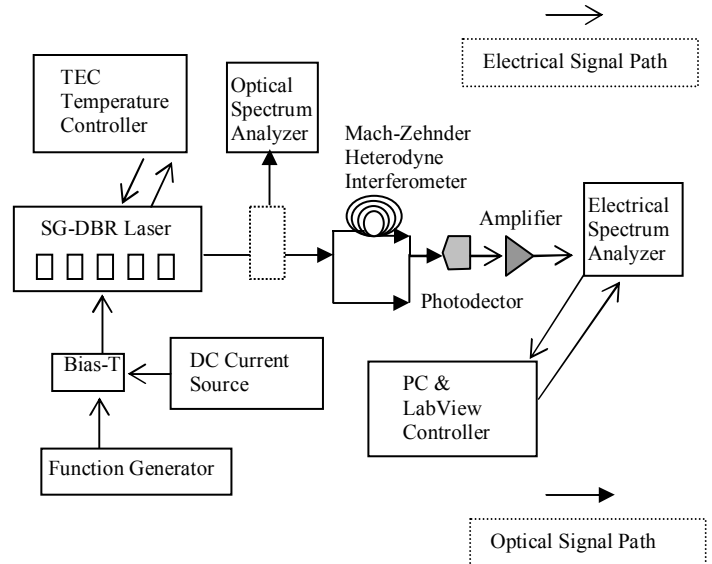 TEC
Temperature
Controller
Optical
Spectrum
Analyzer
Electrical Signal Path
Mach-Zehnder
Heterodyne
Interferometer
SG-DBR Laser
Amplifier
Electrical
Spectrum
Analyzer
Photodector
Bias-T
DC Current
Source
PC &
LabView
Controller
Function Generator
Optical Signal Path